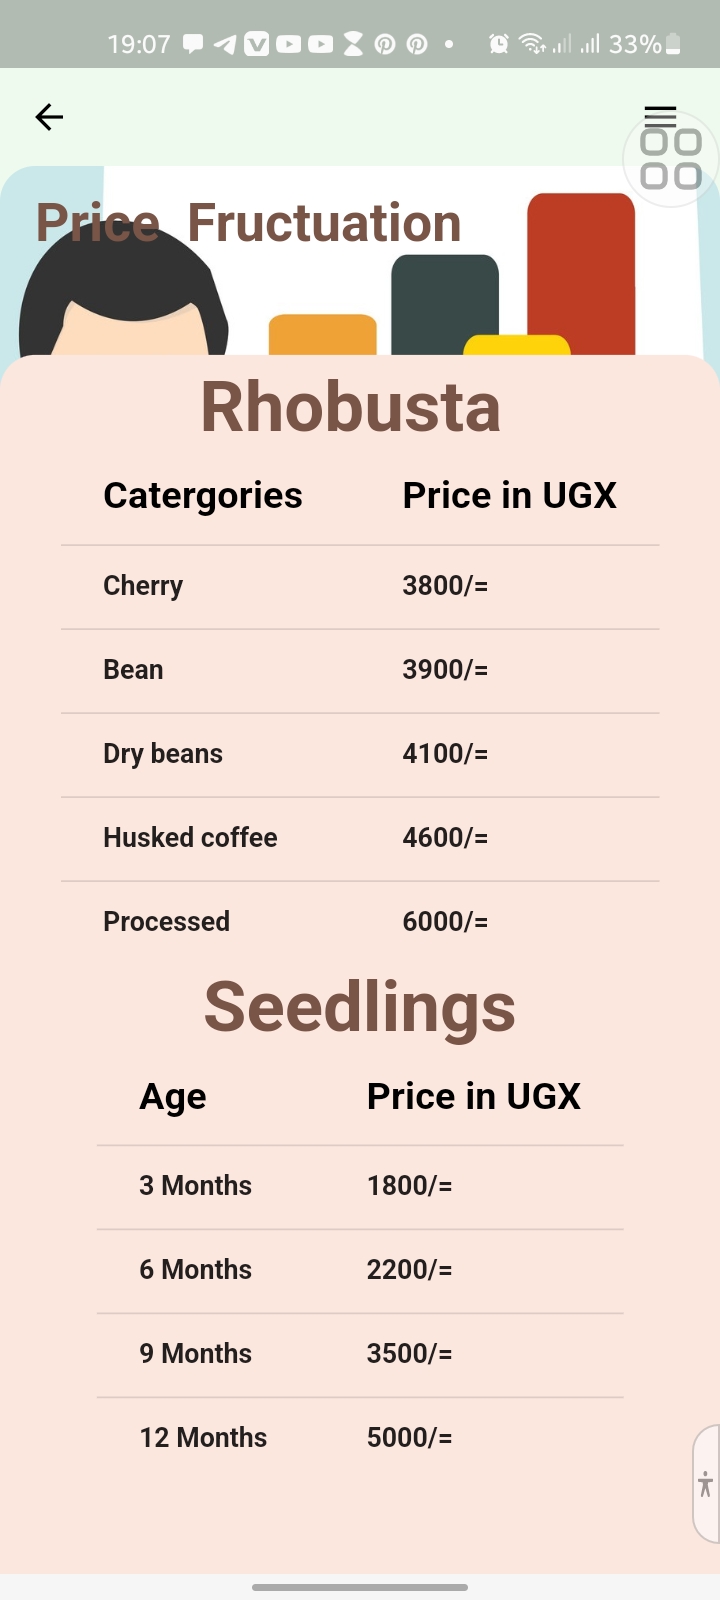 19:07 33%
Price Fructuation
Rhobusta
Catergories Price in UGX
Cherry 3800/=
Bean 3900/=
Dry beans 4100/=
Husked coffee 4600/=
Processed 6000/=
Seedlings
Age Price in UGX
3 Months 1800/=
6 Months 2200/=
9 Months 3500/=
12 Months 5000/=